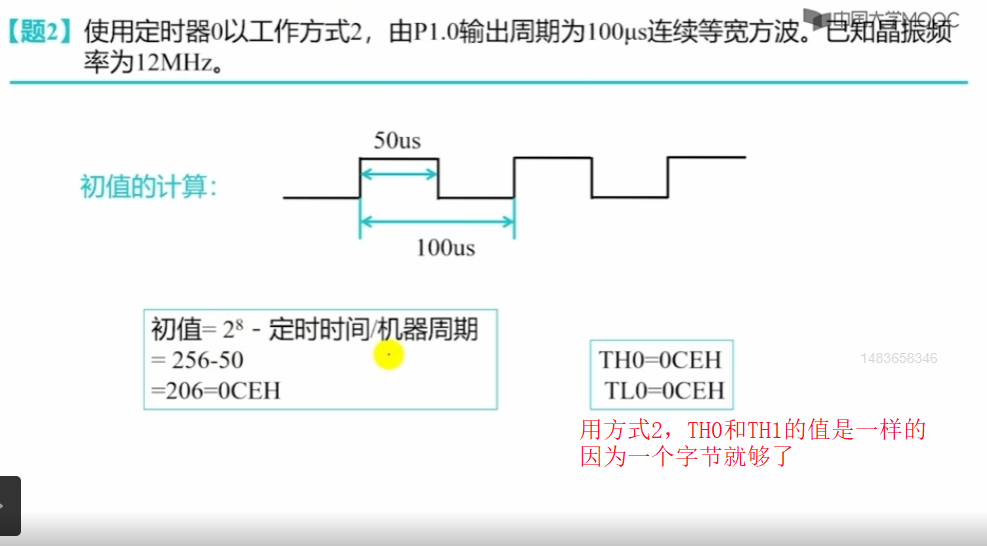 中国大学MOOC
【题2】使用定时器0以工作方式2，由P1.0输出周期为100μs连续等宽方波。已知晶振频
率为12MHz。
50us
初值的计算：
100us
初值= 2⁸ - 定时时间/机器周期
= 256-50
=206=0CEH
TH0=0CEH
TL0=0CEH
1483658346
用方式2，TH0和TH1的值是一样的
因为一个字节就够了